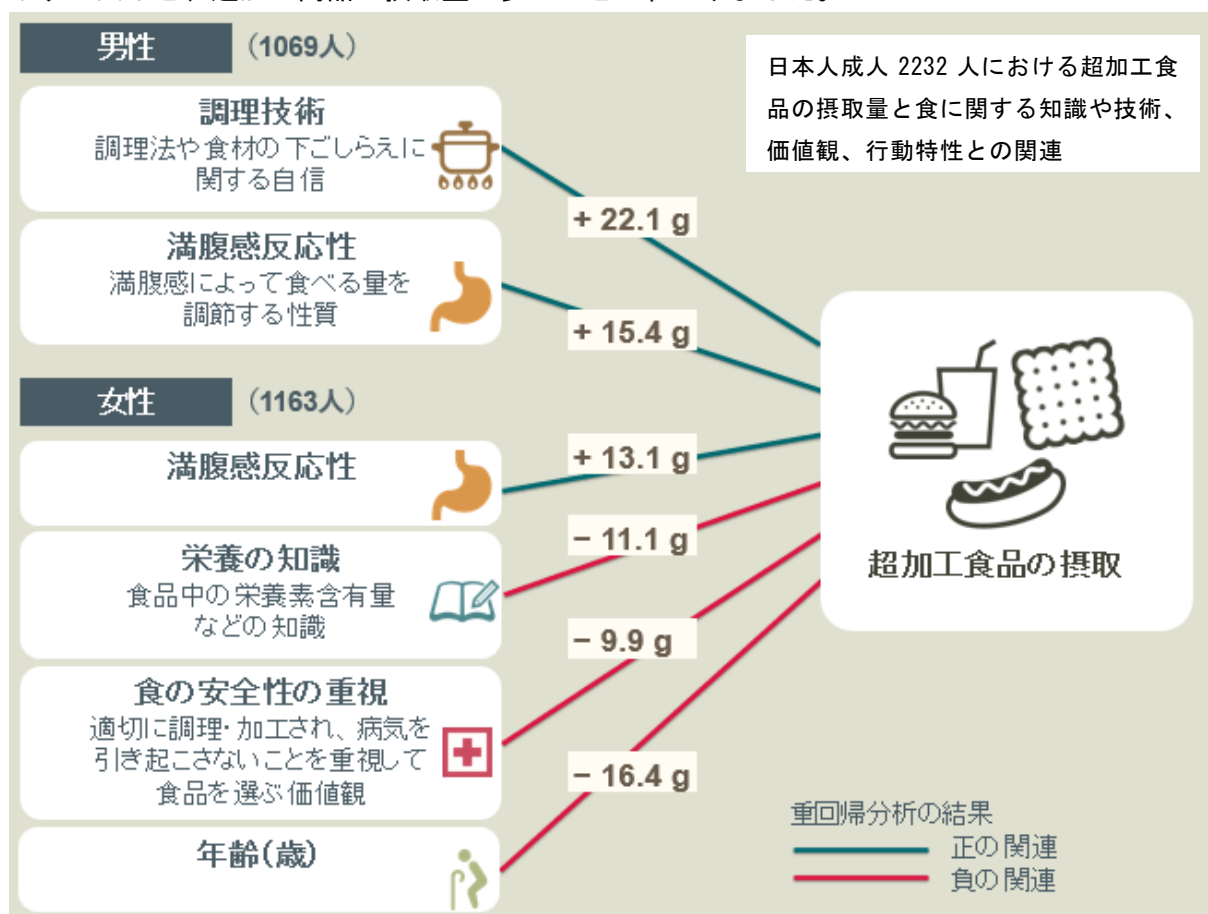 男性 （1069人）
日本人成人 2232 人における超加工食
品の摂取量と食に関する知識や技術、
価値観、行動特性との関連
調理技術
調理法や食材の下ごしらえに
関する自信
+ 22.1 g
満腹感反応性
満腹感によって食べる量を
調節する性質
+ 15.4 g
女性 （1163人）
満腹感反応性
+ 13.1 g
栄養の知識
食品中の栄養素含有量
などの知識
− 11.1 g
超加工食品の摂取
食の安全性の重視
適切に調理・加工され、病気を
引き起こさないことを重視して
食品を選ぶ価値観
− 9.9 g
年齢(歳)
− 16.4 g
重回帰分析の結果
正の関連
負の関連